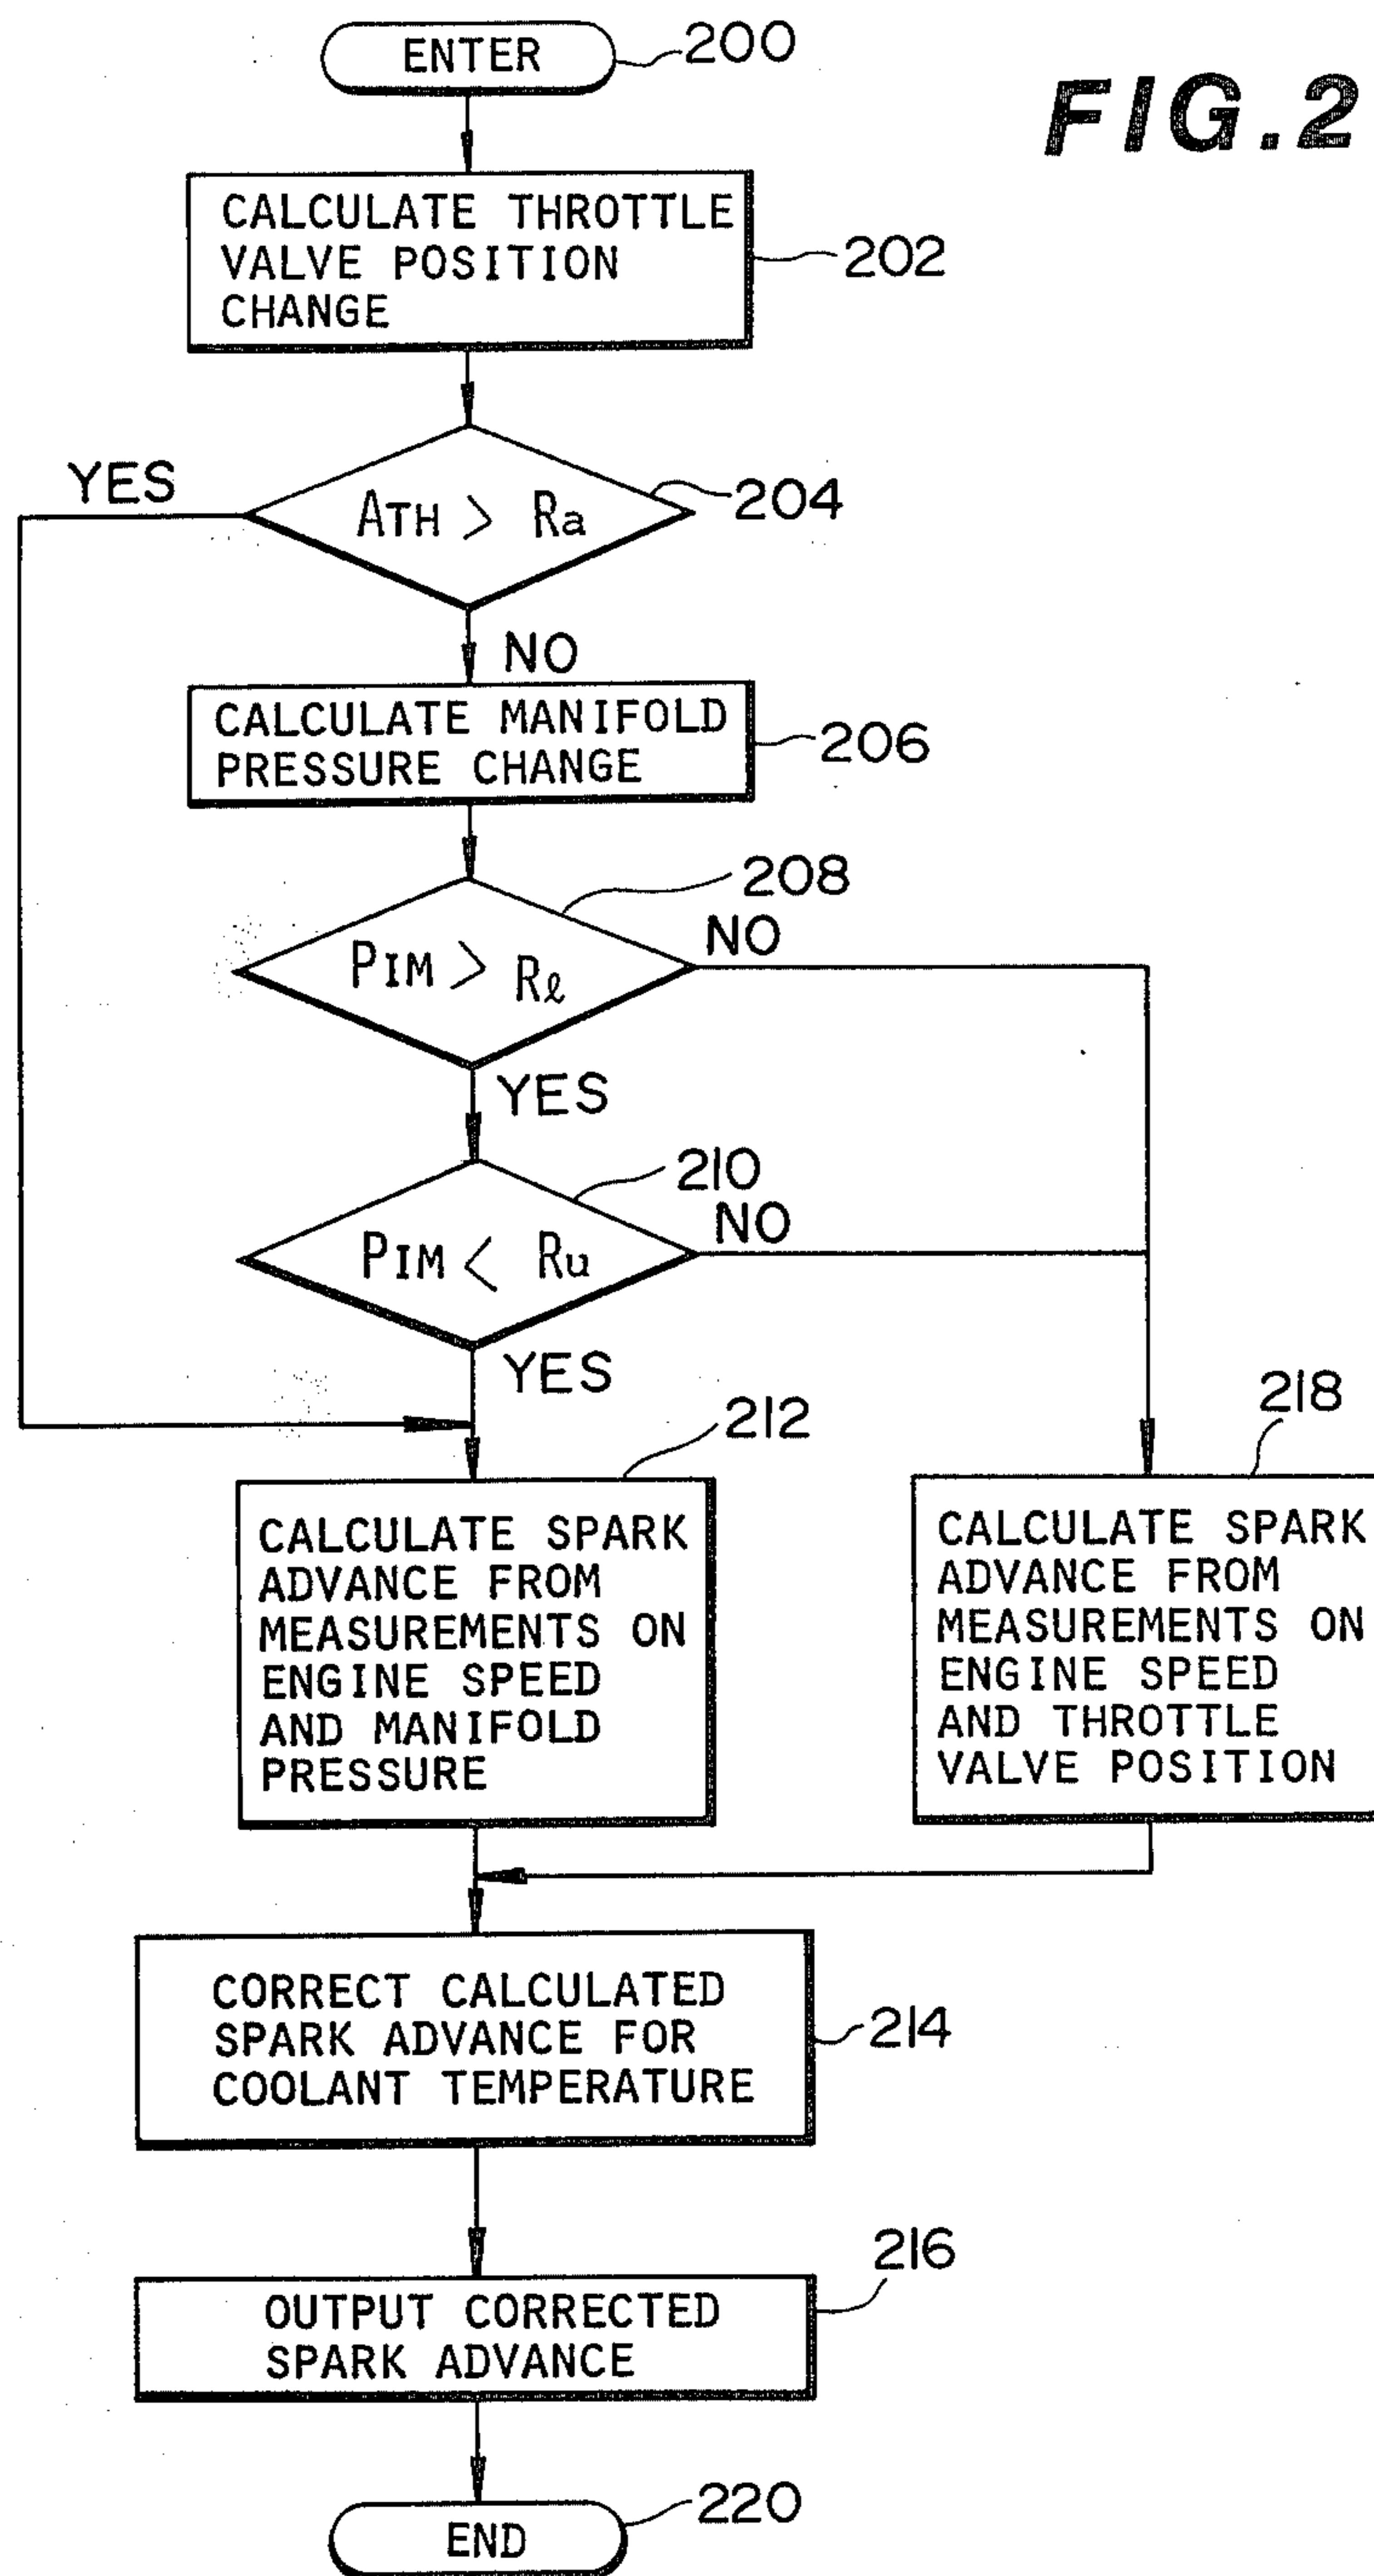 ENTER
200
FIG.2
CALCULATE THROTTLE
VALVE POSITION
CHANGE
202
YES
ATH > Ra
204
NO
CALCULATE MANIFOLD
PRESSURE CHANGE
206
208
PIM > Rℓ
NO
YES
210
PIM < Ru
NO
YES
212
218
CALCULATE SPARK
ADVANCE FROM
MEASUREMENTS ON
ENGINE SPEED
AND MANIFOLD
PRESSURE
CALCULATE SPARK
ADVANCE FROM
MEASUREMENTS ON
ENGINE SPEED
AND THROTTLE
VALVE POSITION
CORRECT CALCULATED
SPARK ADVANCE FOR
COOLANT TEMPERATURE
214
216
OUTPUT CORRECTED
SPARK ADVANCE
220
END